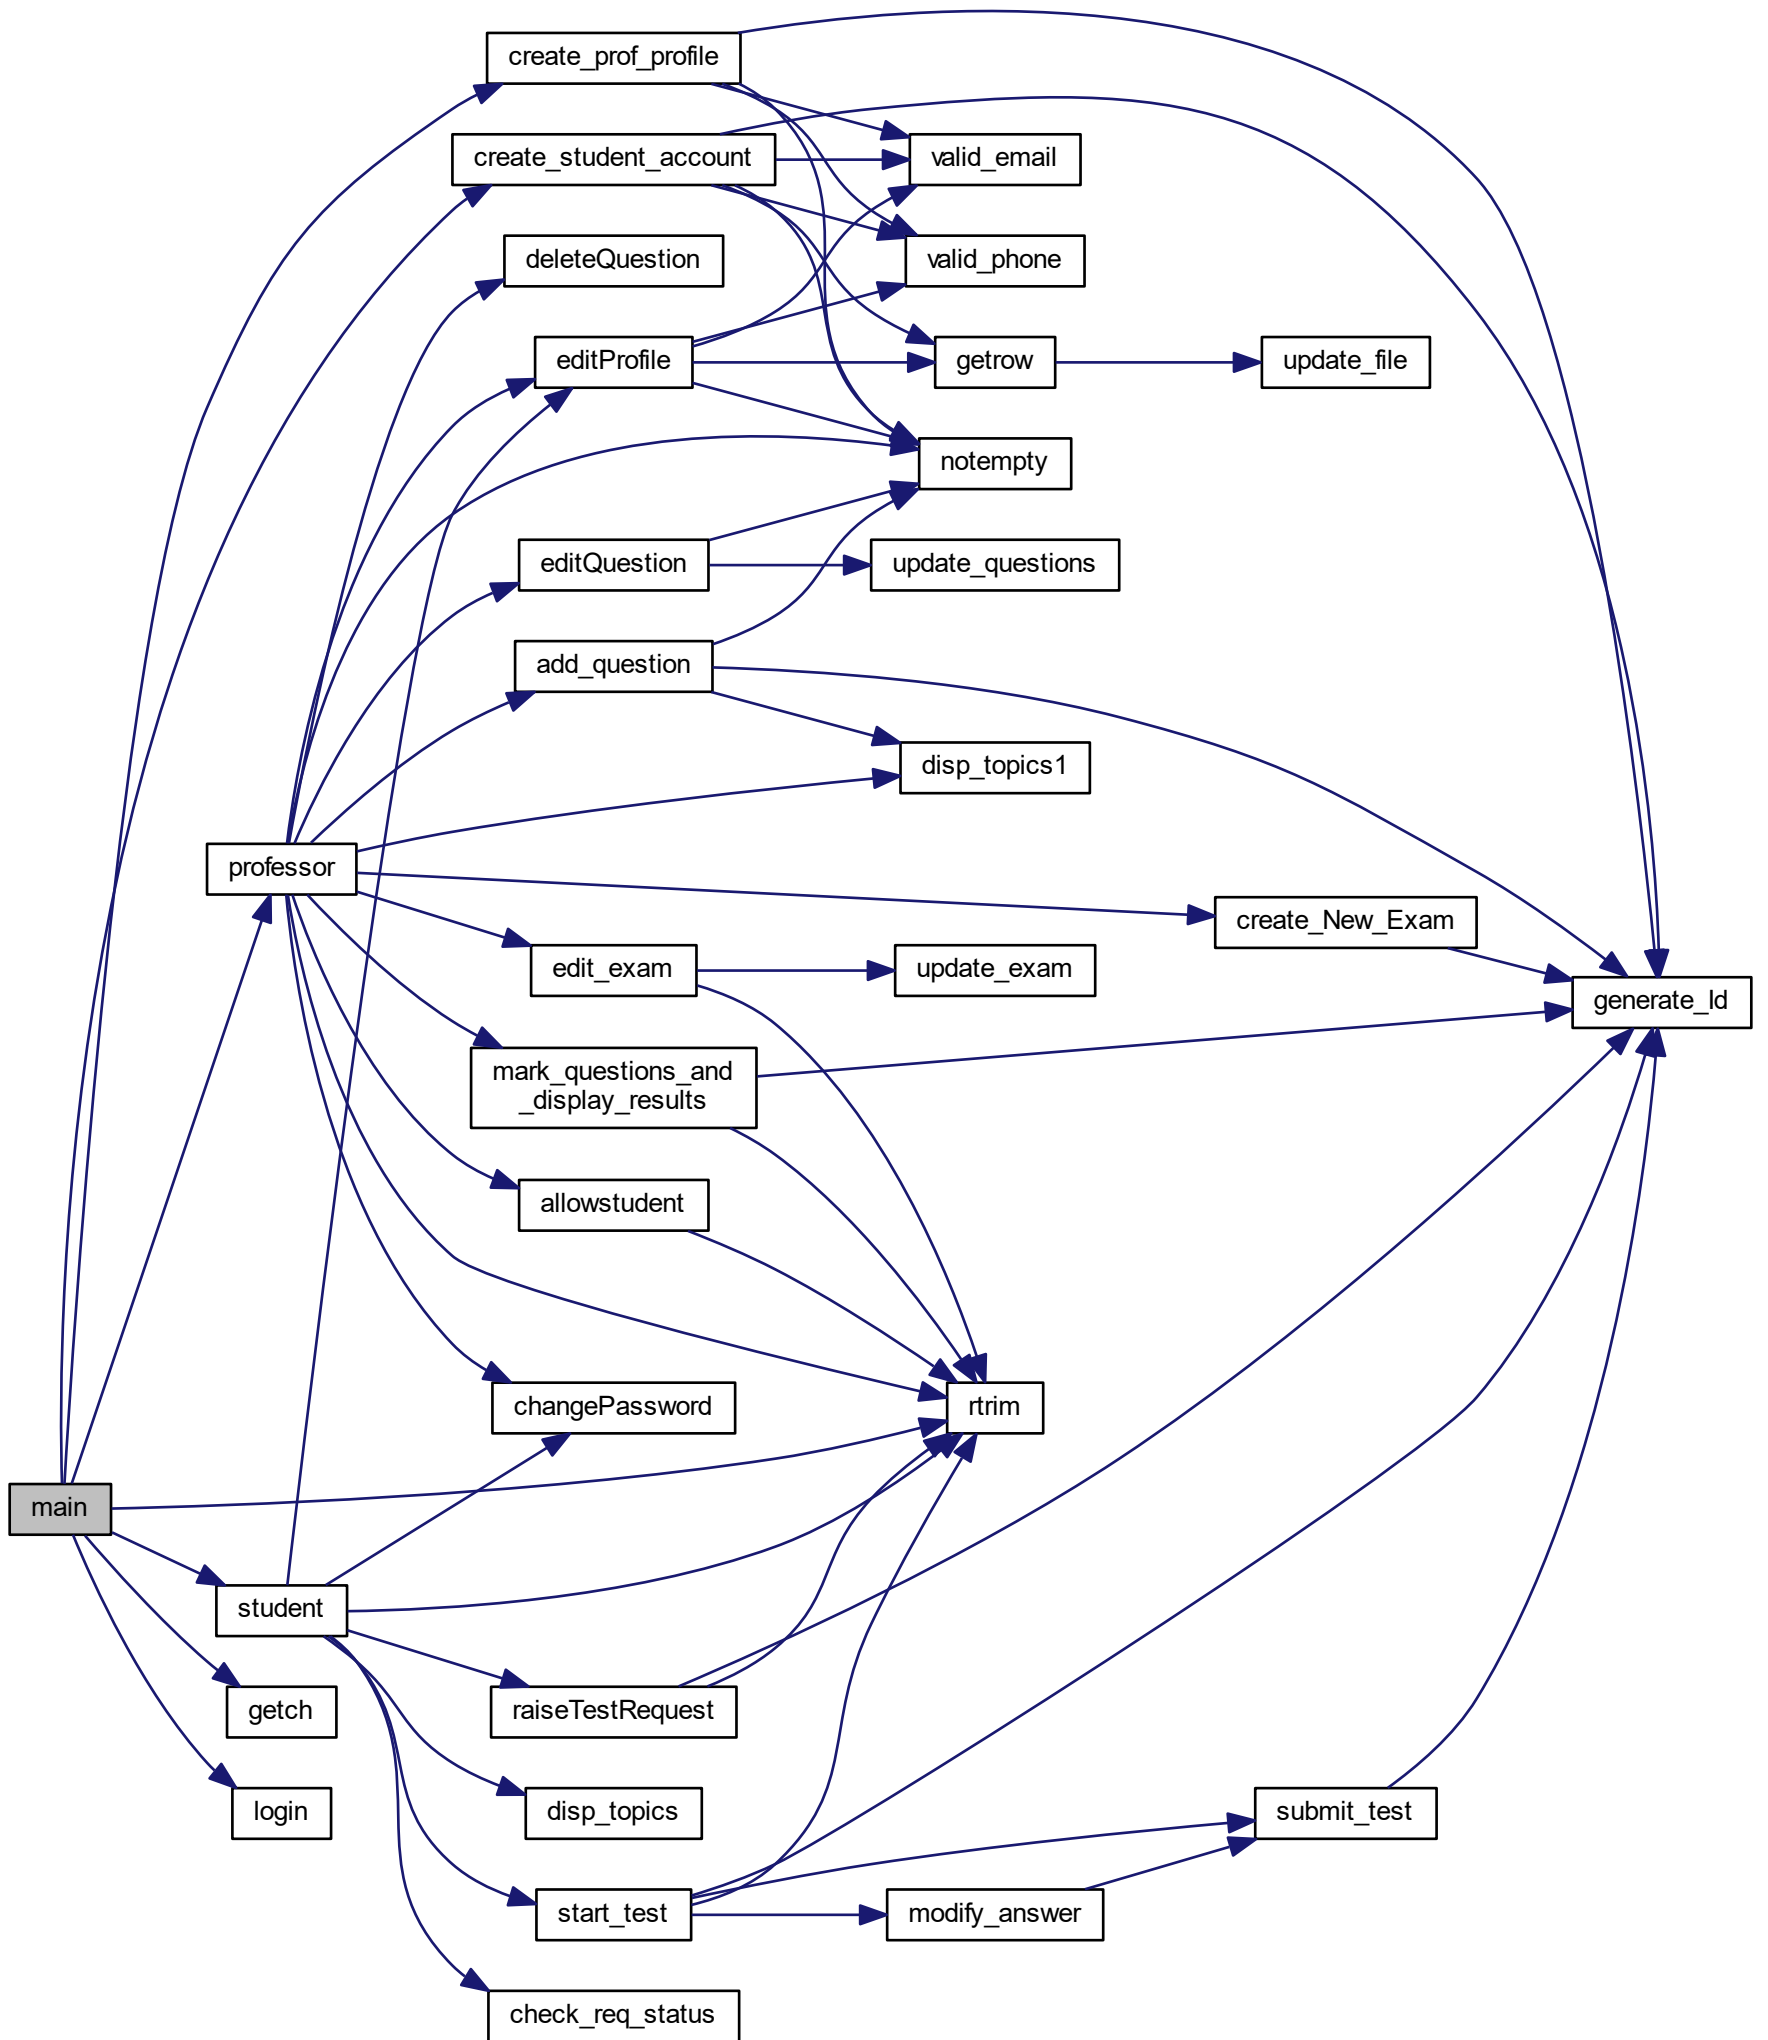 create_prof_profile
create_student_account
valid_email
deleteQuestion
valid_phone
editProfile
getrow
update_file
notempty
editQuestion
update_questions
add_question
disp_topics1
professor
create_New_Exam
edit_exam
update_exam
generate_Id
mark_questions_and
_display_results
allowstudent
changePassword
rtrim
main
student
getch
raiseTestRequest
login
disp_topics
submit_test
start_test
modify_answer
check_req_status